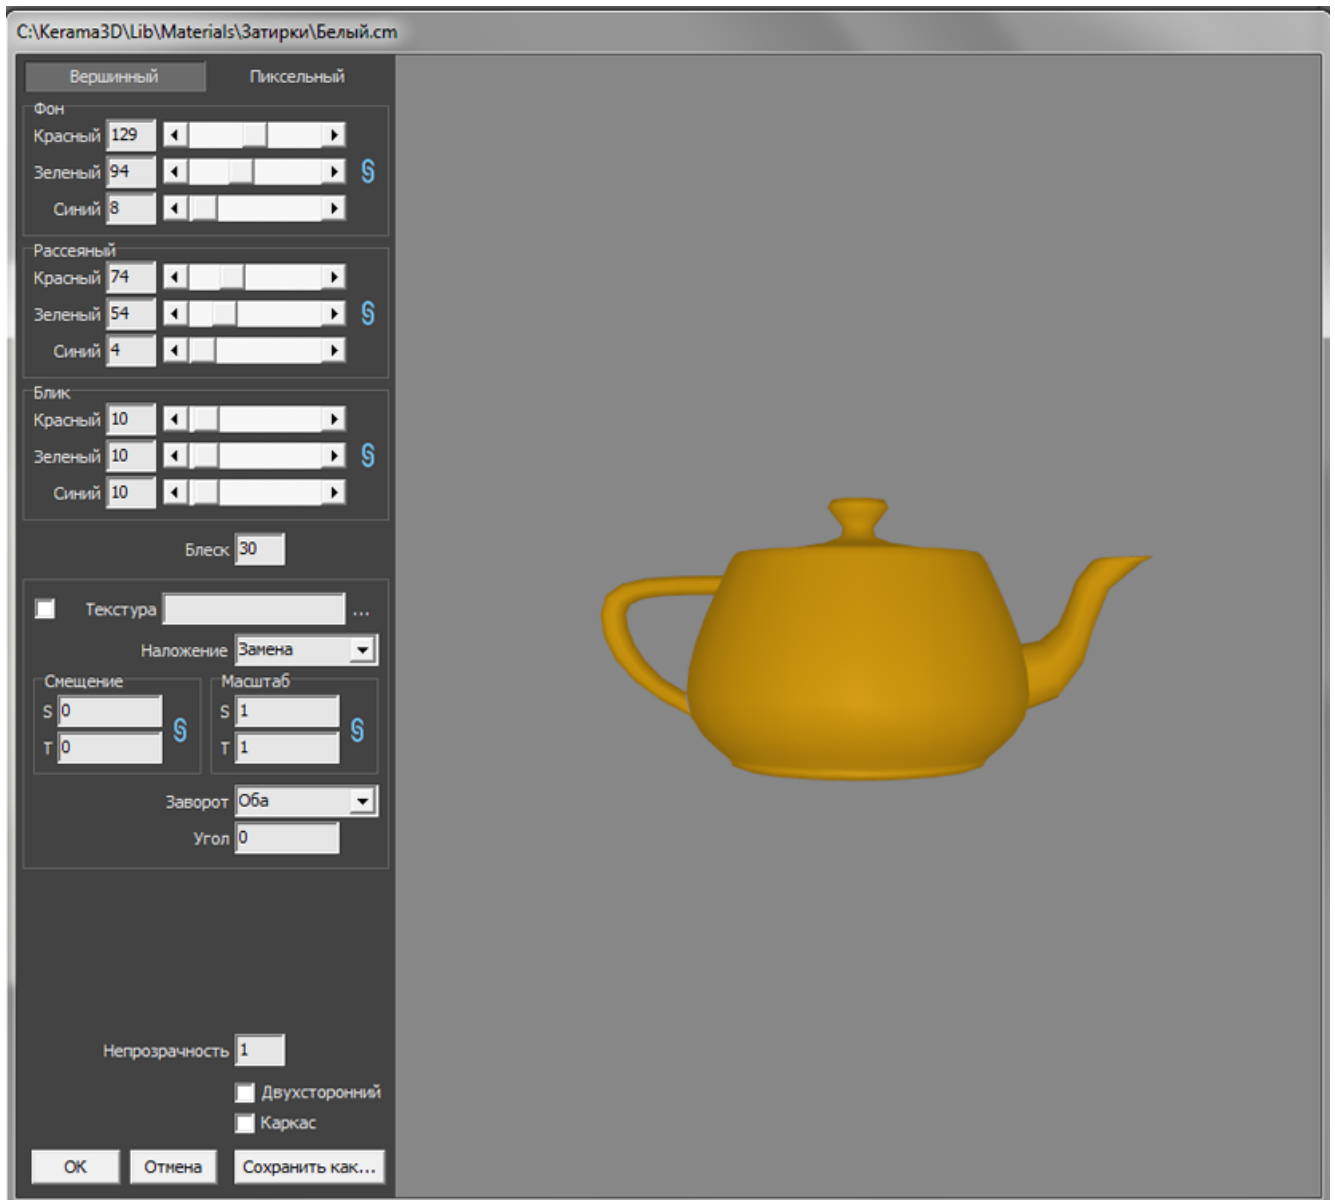 C:\Kerama3D\Lib\Materials\Затирки\Белый.cm
Вершинный Пиксельный
Фон
Красный 129
Зеленый 94
Синий 8
Рассеяный
Красный 74
Зеленый 54
Синий 4
Блик
Красный 10
Зеленый 10
Синий 10
Блеск 30
Текстура ...
Наложение Замена
Смещение Масштаб
S 0 S 1
T 0 T 1
Заворот Оба
Угол 0
Непрозрачность 1
Двухсторонний
Каркас
OK Отмена Сохранить как...